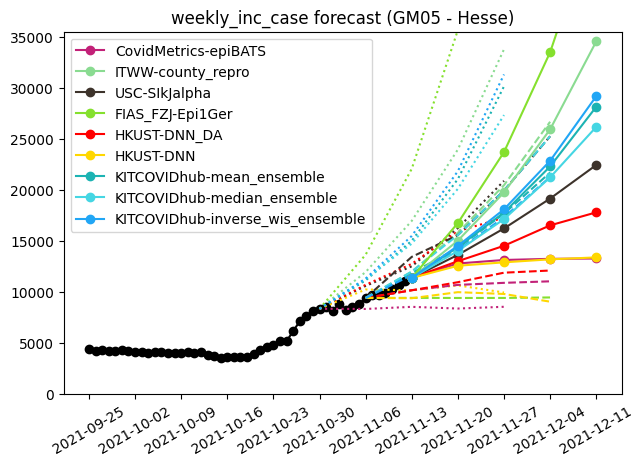 weekly_inc_case forecast (GM05 - Hesse)
35000
30000
25000
20000
15000
10000
5000
0
CovidMetrics-epiBATS
ITWW-county_repro
USC-SIkJalpha
FIAS_FZJ-Epi1Ger
HKUST-DNN_DA
HKUST-DNN
KITCOVIDhub-mean_ensemble
KITCOVIDhub-median_ensemble
KITCOVIDhub-inverse_wis_ensemble
2021-09-25
2021-10-02
2021-10-09
2021-10-16
2021-10-23
2021-10-30
2021-11-06
2021-11-13
2021-11-20
2021-11-27
2021-12-04
2021-12-11